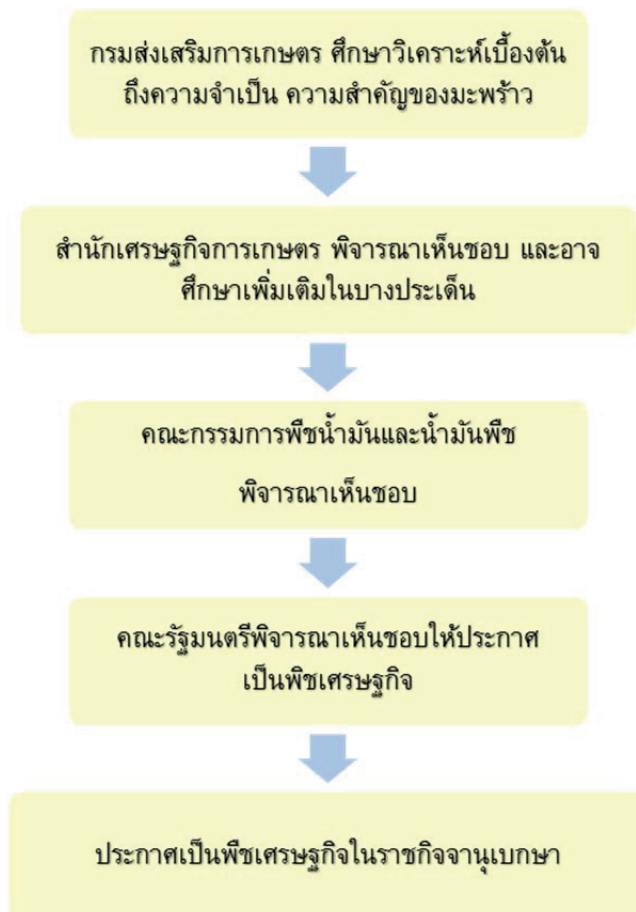 กรมส่งเสริมการเกษตร ศึกษาวิเคราะห์เบื้องต้น
ถึงความจำเป็น ความสำคัญของมะพร้าว
สำนักเศรษฐกิจการเกษตร พิจารณาเห็นชอบ และอาจ
ศึกษาเพิ่มเติมในบางประเด็น
คณะกรรมการพืชน้ำมันและน้ำมันพืช
พิจารณาเห็นชอบ
คณะรัฐมนตรีพิจารณาเห็นชอบให้ประกาศ
เป็นพืชเศรษฐกิจ
ประกาศเป็นพืชเศรษฐกิจในราชกิจจานุเบกษา